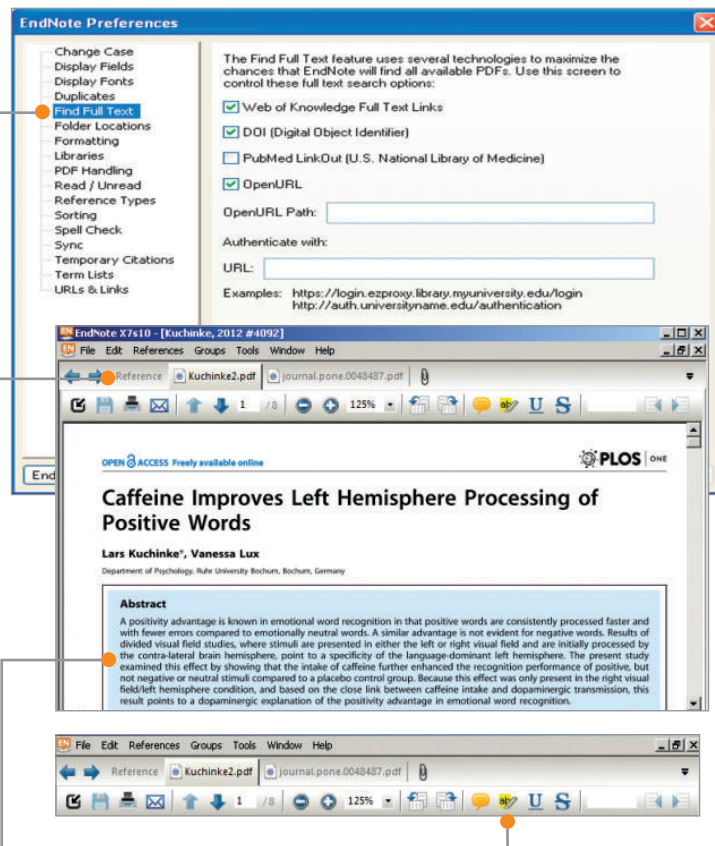 EndNote Preferences
Change Case
Display Fields
Display Fonts
Duplicates
Find Full Text
Folder Locations
Formatting
Libraries
PDF Handling
Read / Unread
Reference Types
Sorting
Spell Check
Sync
Temporary Citations
Term Lists
URLs & Links
The Find Full Text feature uses several technologies to maximize the
chances that EndNote will find all available PDFs. Use this screen to
control these full text search options:
Web of Knowledge Full Text Links
DOI (Digital Object Identifier)
PubMed LinkOut (U.S. National Library of Medicine)
OpenURL
OpenURL Path:
Authenticate with:
URL:
Examples: https://login.ezproxy.library.myuniversity.edu/login
http://auth.universityname.edu/authentication
End
EndNote X7s10 - [Kuchinke, 2012 #4092]
File Edit References Groups Tools Window Help
Reference Kuchinke2.pdf journal.pone.0048487.pdf
1 /8 125% ab U S
OPEN ACCESS Freely available online
PLOS ONE
Caffeine Improves Left Hemisphere Processing of
Positive Words
Lars Kuchinke*, Vanessa Lux
Department of Psychology, Ruhr University Bochum, Bochum, Germany
Abstract
A positivity advantage is known in emotional word recognition in that positive words are consistently processed faster and
with fewer errors compared to emotionally neutral words. A similar advantage is not evident for negative words. Results of
divided visual field studies, where stimuli are presented in either the left or right visual field and are initially processed by
the contra-lateral brain hemisphere, point to a specificity of the language-dominant left hemisphere. The present study
examined this effect by showing that the intake of caffeine further enhanced the recognition performance of positive, but
not negative or neutral stimuli compared to a placebo control group. Because this effect was only present in the right visual
field/left hemisphere condition, and based on the close link between caffeine intake and dopaminergic transmission, this
result points to a dopaminergic explanation of the positivity advantage in emotional word recognition.
File Edit References Groups Tools Window Help
Reference Kuchinke2.pdf journal.pone.0048487.pdf
1 /8 125% ab U S